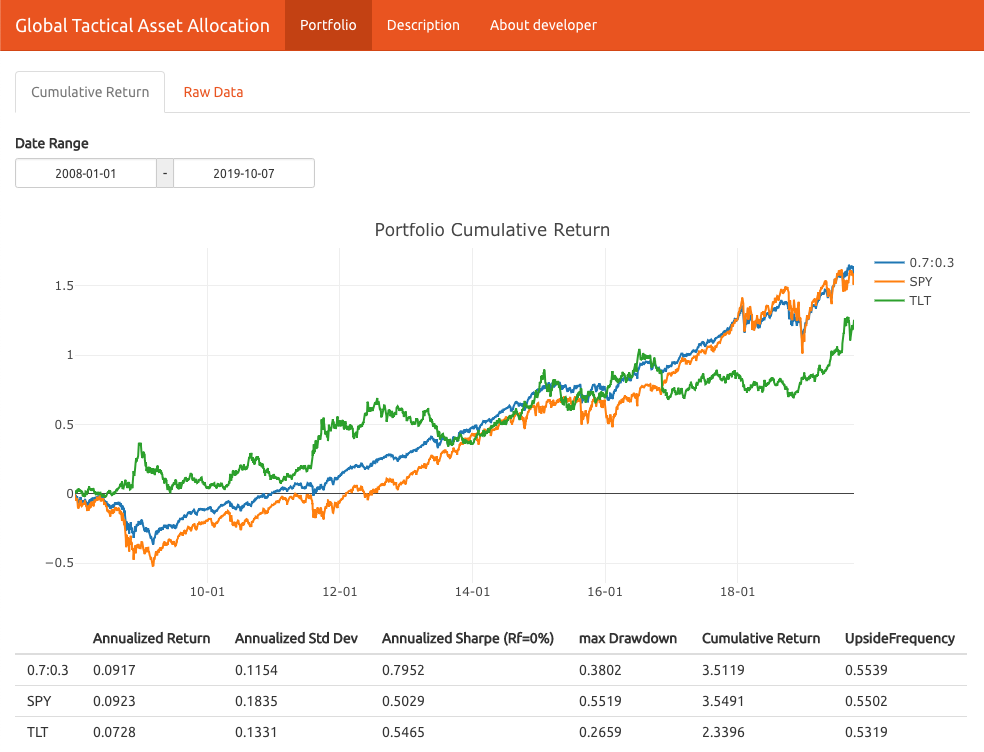 Global Tactical Asset Allocation Portfolio Description About developer
Cumulative Return Raw Data
Date Range
2008-01-01 - 2019-10-07
Portfolio Cumulative Return
0.7:0.3
SPY
TLT
1.5
1
0.5
0
−0.5
10-01 12-01 14-01 16-01 18-01
Annualized Return Annualized Std Dev Annualized Sharpe (Rf=0%) max Drawdown Cumulative Return UpsideFrequency
0.7:0.3 0.0917 0.1154 0.7952 0.3802 3.5119 0.5539
SPY 0.0923 0.1835 0.5029 0.5519 3.5491 0.5502
TLT 0.0728 0.1331 0.5465 0.2659 2.3396 0.5319